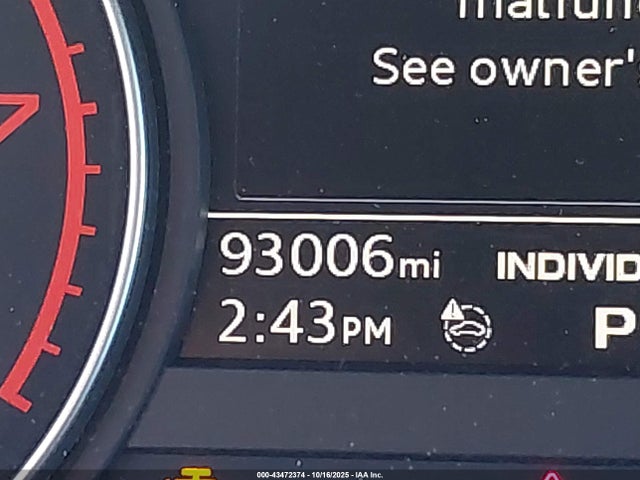 See owner's
93006mi
INDIVID
2:43PM
P
000-43472374 - 10/16/2025 - IAA Inc.